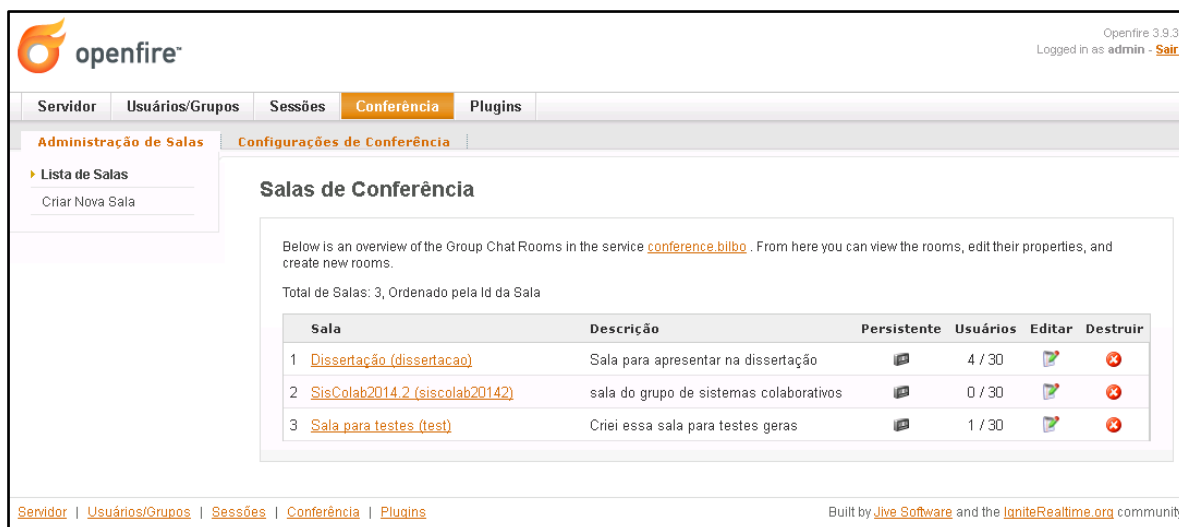 openfire™
Openfire 3.9.3
Logged in as admin - Sair
Servidor Usuários/Grupos Sessões Conferência Plugins
Administração de Salas Configurações de Conferência
Lista de Salas
Criar Nova Sala
Salas de Conferência
Below is an overview of the Group Chat Rooms in the service conference.bilbo . From here you can view the rooms, edit their properties, and
create new rooms.
Total de Salas: 3, Ordenado pela Id da Sala
Sala Descrição Persistente Usuários Editar Destruir
1 Dissertação (dissertacao) Sala para apresentar na dissertação 4 / 30
2 SisColab2014.2 (siscolab20142) sala do grupo de sistemas colaborativos 0 / 30
3 Sala para testes (test) Criei essa sala para testes geras 1 / 30
Servidor | Usuários/Grupos | Sessões | Conferência | Plugins
Built by Jive Software and the IgniteRealtime.org community